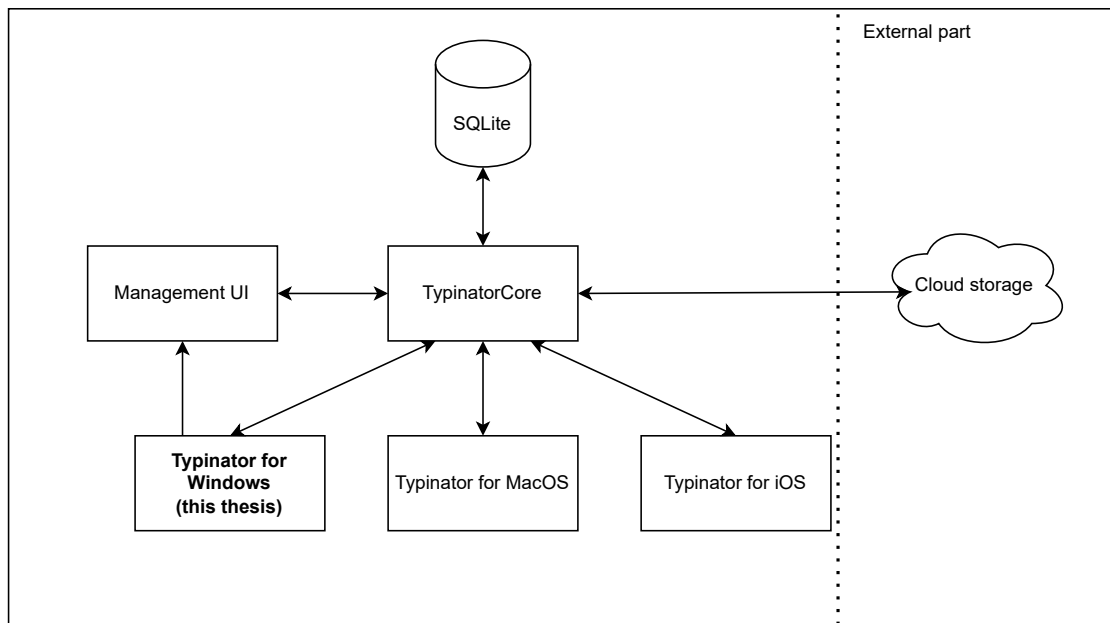 External part
SQLite
Management UI
TypinatorCore
Cloud storage
Typinator for
Windows
(this thesis)
Typinator for MacOS
Typinator for iOS